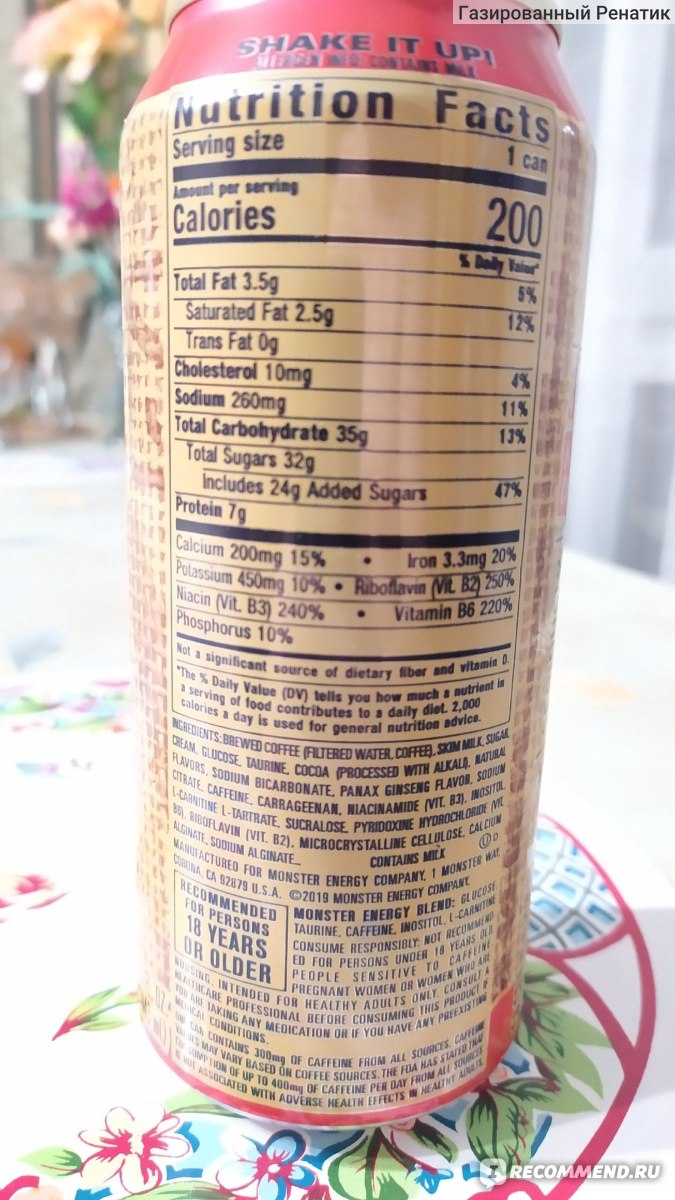 Газированный Ренатик
SHAKE IT UP!
ALLERGEN INFO: CONTAINS MILK
Nutrition Facts
Serving size 1 can
Amount per serving
Calories 200
% Daily Value*
Total Fat 3.5g 5%
Saturated Fat 2.5g 12%
Trans Fat 0g
Cholesterol 10mg 4%
Sodium 260mg 11%
Total Carbohydrate 35g 13%
Total Sugars 32g
Includes 24g Added Sugars 47%
Protein 7g
Calcium 200mg 15% • Iron 3.3mg 20%
Potassium 450mg 10% • Riboflavin (Vit. B2) 250%
Niacin (Vit. B3) 240% • Vitamin B6 220%
Phosphorus 10%
Not a significant source of dietary fiber and vitamin D.
*The % Daily Value (DV) tells you how much a nutrient in
a serving of food contributes to a daily diet. 2,000
calories a day is used for general nutrition advice.
INGREDIENTS: BREWED COFFEE (FILTERED WATER, COFFEE), SKIM MILK, SUGAR,
CREAM, GLUCOSE, TAURINE, COCOA (PROCESSED WITH ALKALI), NATURAL
FLAVORS, SODIUM BICARBONATE, PANAX GINSENG FLAVOR, SODIUM
CITRATE, CAFFEINE, CARRAGEENAN, NIACINAMIDE (VIT. B3), INOSITOL,
L-CARNITINE L-TARTRATE, SUCRALOSE, PYRIDOXINE HYDROCHLORIDE (VIT.
B6), RIBOFLAVIN (VIT. B2), MICROCRYSTALLINE CELLULOSE, CALCIUM
ALGINATE, SODIUM ALGINATE. CONTAINS MILK Ⓤ D
MANUFACTURED FOR MONSTER ENERGY COMPANY, 1 MONSTER WAY,
CORONA, CA 92879 U.S.A. ©2019 MONSTER ENERGY COMPANY.
RECOMMENDED
FOR PERSONS
18 YEARS
OR OLDER
MONSTER ENERGY BLEND: GLUCOSE,
TAURINE, CAFFEINE, INOSITOL, L-CARNITINE
CONSUME RESPONSIBLY: NOT RECOMMEND-
ED FOR PERSONS UNDER 18 YEARS OLD,
PEOPLE SENSITIVE TO CAFFEINE,
PREGNANT WOMEN OR WOMEN WHO ARE
NURSING. INTENDED FOR HEALTHY ADULTS ONLY. CONSULT A
HEALTHCARE PROFESSIONAL BEFORE CONSUMING THIS PRODUCT IF
YOU ARE TAKING ANY MEDICATION OR IF YOU HAVE ANY PREEXISTING
MEDICAL CONDITIONS.
ONE CAN CONTAINS 300mg OF CAFFEINE FROM ALL SOURCES. CAFFEINE
VALUES MAY VARY BASED ON COFFEE SOURCES. THE FDA HAS STATED THAT
CONSUMPTION OF UP TO 400mg OF CAFFEINE PER DAY FROM ALL SOURCES
IS NOT ASSOCIATED WITH ADVERSE HEALTH EFFECTS IN HEALTHY ADULTS.
OZ.
RECOMMEND.RU